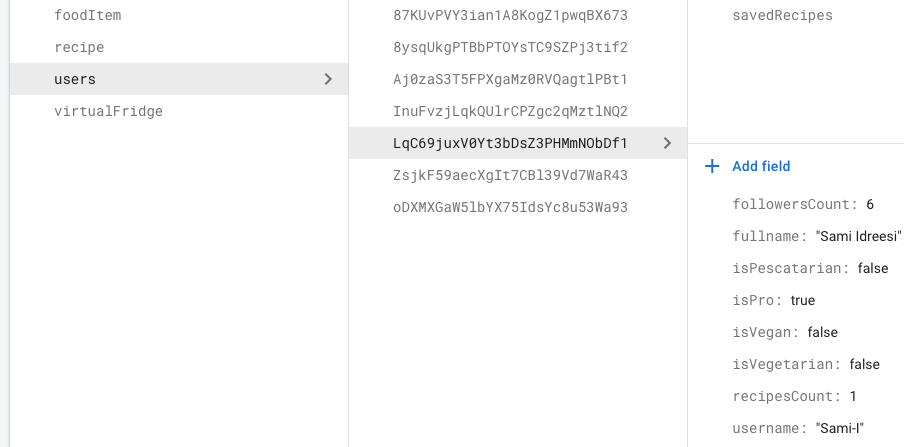 foodItem
recipe
users
virtualFridge
87KUvPVY3ian1A8KogZ1pwqBX673
8ysqUkgPTBbPTOYsTC9SZPj3tif2
Aj0zaS3T5FPXgaMz0RVQagtlPBt1
InuFvzjLqkQUlrCPZgc2qMztlNQ2
LqC69juxV0Yt3bDsZ3PHMmNObDf1
ZsjkF59aecXgIt7CBl39Vd7WaR43
oDXMXGaW5lbYX75IdsYc8u53Wa93
savedRecipes
+ Add field
followersCount: 6
fullname: "Sami Idreesi"
isPescatarian: false
isPro: true
isVegan: false
isVegetarian: false
recipesCount: 1
username: "Sami-I"